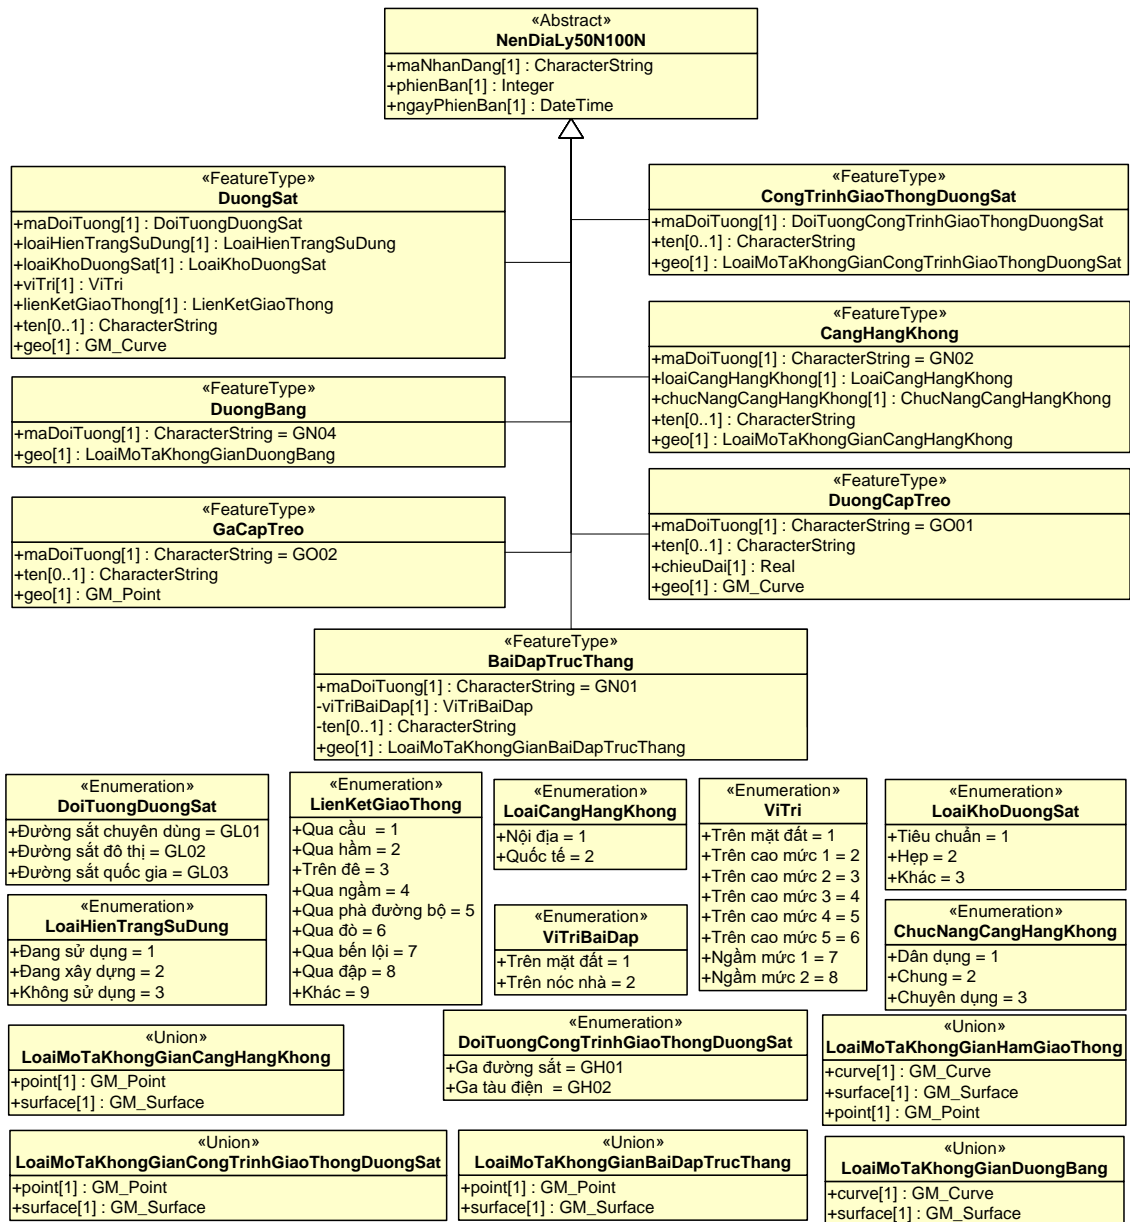 «Abstract»
NenDiaLy50N100N
+maNhanDang[1] : CharacterString
+phienBan[1] : Integer
+ngayPhienBan[1] : DateTime
«FeatureType»
DuongSat
+maDoiTuong[1] : DoiTuongDuongSat
+loaiHienTrangSuDung[1] : LoaiHienTrangSuDung
+loaiKhoDuongSat[1] : LoaiKhoDuongSat
+viTri[1] : ViTri
+lienKetGiaoThong[1] : LienKetGiaoThong
+ten[0..1] : CharacterString
+geo[1] : GM_Curve
«FeatureType»
CongTrinhGiaoThongDuongSat
+maDoiTuong[1] : DoiTuongCongTrinhGiaoThongDuongSat
+ten[0..1] : CharacterString
+geo[1] : LoaiMoTaKhongGianCongTrinhGiaoThongDuongSat
«FeatureType»
CangHangKhong
+maDoiTuong[1] : CharacterString = GN02
+loaiCangHangKhong[1] : LoaiCangHangKhong
+chucNangCangHangKhong[1] : ChucNangCangHangKhong
+ten[0..1] : CharacterString
+geo[1] : LoaiMoTaKhongGianCangHangKhong
«FeatureType»
DuongBang
+maDoiTuong[1] : CharacterString = GN04
+geo[1] : LoaiMoTaKhongGianDuongBang
«FeatureType»
DuongCapTreo
+maDoiTuong[1] : CharacterString = GO01
+ten[0..1] : CharacterString
+chieuDai[1] : Real
+geo[1] : GM_Curve
«FeatureType»
GaCapTreo
+maDoiTuong[1] : CharacterString = GO02
+ten[0..1] : CharacterString
+geo[1] : GM_Point
«FeatureType»
BaiDapTrucThang
+maDoiTuong[1] : CharacterString = GN01
-viTriBaiDap[1] : ViTriBaiDap
-ten[0..1] : CharacterString
+geo[1] : LoaiMoTaKhongGianBaiDapTrucThang
«Enumeration»
DoiTuongDuongSat
+Đường sắt chuyên dùng = GL01
+Đường sắt đô thị = GL02
+Đường sắt quốc gia = GL03
«Enumeration»
LienKetGiaoThong
+Qua cầu = 1
+Qua hầm = 2
+Trên đê = 3
+Qua ngầm = 4
+Qua phà đường bộ = 5
+Qua đò = 6
+Qua bến lội = 7
+Qua đập = 8
+Khác = 9
«Enumeration»
LoaiCangHangKhong
+Nội địa = 1
+Quốc tế = 2
«Enumeration»
ViTri
+Trên mặt đất = 1
+Trên cao mức 1 = 2
+Trên cao mức 2 = 3
+Trên cao mức 3 = 4
+Trên cao mức 4 = 5
+Trên cao mức 5 = 6
+Ngầm mức 1 = 7
+Ngầm mức 2 = 8
«Enumeration»
LoaiKhoDuongSat
+Tiêu chuẩn = 1
+Hẹp = 2
+Khác = 3
«Enumeration»
LoaiHienTrangSuDung
+Đang sử dụng = 1
+Đang xây dựng = 2
+Không sử dụng = 3
«Enumeration»
ViTriBaiDap
+Trên mặt đất = 1
+Trên nóc nhà = 2
«Enumeration»
ChucNangCangHangKhong
+Dân dụng = 1
+Chung = 2
+Chuyên dụng = 3
«Union»
LoaiMoTaKhongGianCangHangKhong
+point[1] : GM_Point
+surface[1] : GM_Surface
«Enumeration»
DoiTuongCongTrinhGiaoThongDuongSat
+Ga đường sắt = GH01
+Ga tàu điện = GH02
«Union»
LoaiMoTaKhongGianHamGiaoThong
+curve[1] : GM_Curve
+surface[1] : GM_Surface
+point[1] : GM_Point
«Union»
LoaiMoTaKhongGianCongTrinhGiaoThongDuongSat
+point[1] : GM_Point
+surface[1] : GM_Surface
«Union»
LoaiMoTaKhongGianBaiDapTrucThang
+point[1] : GM_Point
+surface[1] : GM_Surface
«Union»
LoaiMoTaKhongGianDuongBang
+curve[1] : GM_Curve
+surface[1] : GM_Surface